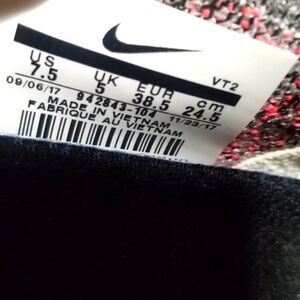 VT2
US UK EUR cm
7.5 5 38.5 24.5
09/06/17 942843-104 11/23/17
MADE IN VIETNAM
FABRIQUE AU VIETNAM